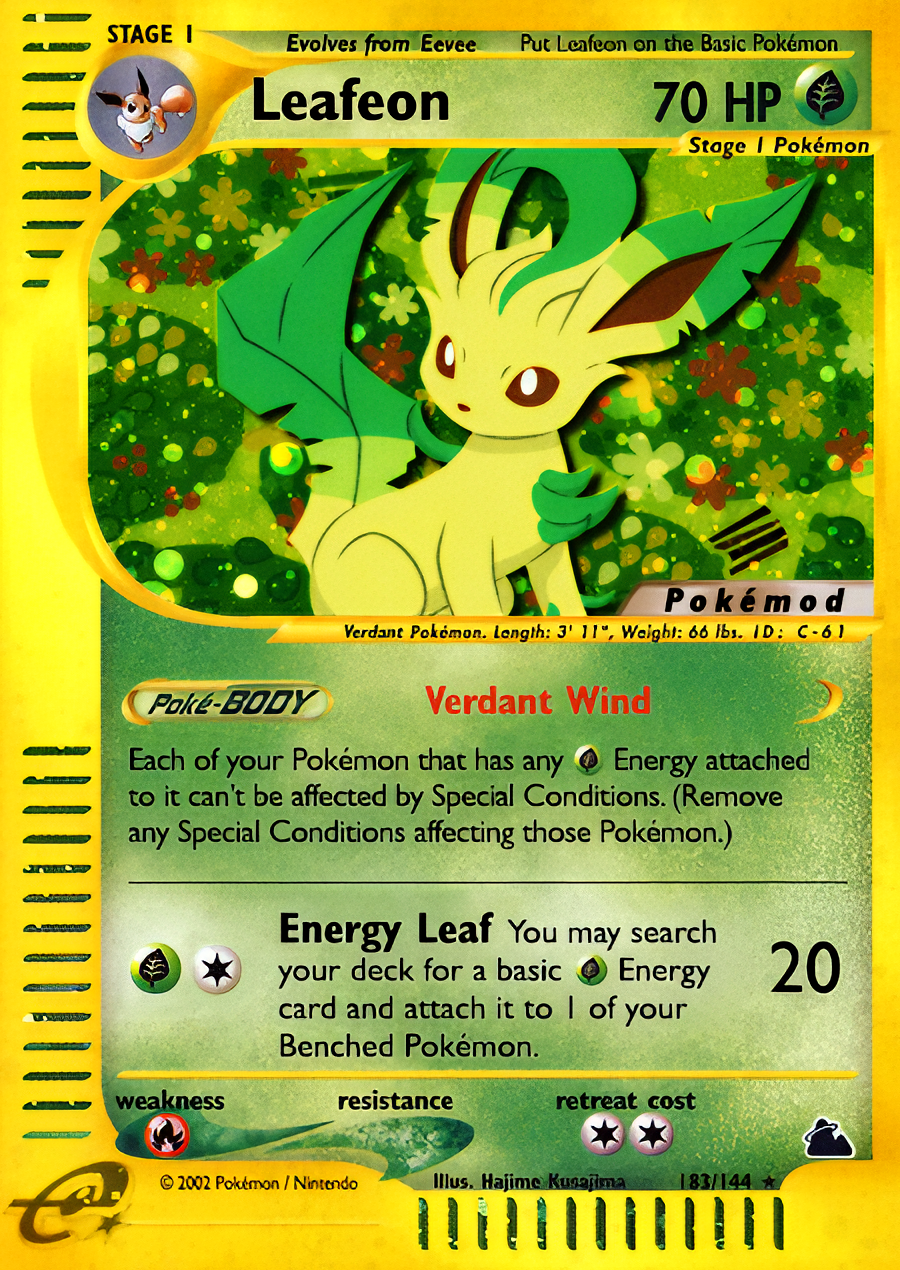 STAGE 1
Evolves from Eevee Put Leafeon on the Basic Pokémon
Leafeon 70 HP
Stage 1 Pokémon
Pokémod
Verdant Pokémon. Length: 3' 11", Weight: 66 lbs. ID: C-61
Poké-BODY Verdant Wind
Each of your Pokémon that has any Energy attached
to it can't be affected by Special Conditions. (Remove
any Special Conditions affecting those Pokémon.)
Energy Leaf You may search
your deck for a basic Energy
card and attach it to 1 of your
Benched Pokémon.
20
weakness resistance retreat cost
© 2002 Pokémon / Nintendo Illus. Hajime Kusajima 183/144 ★
e